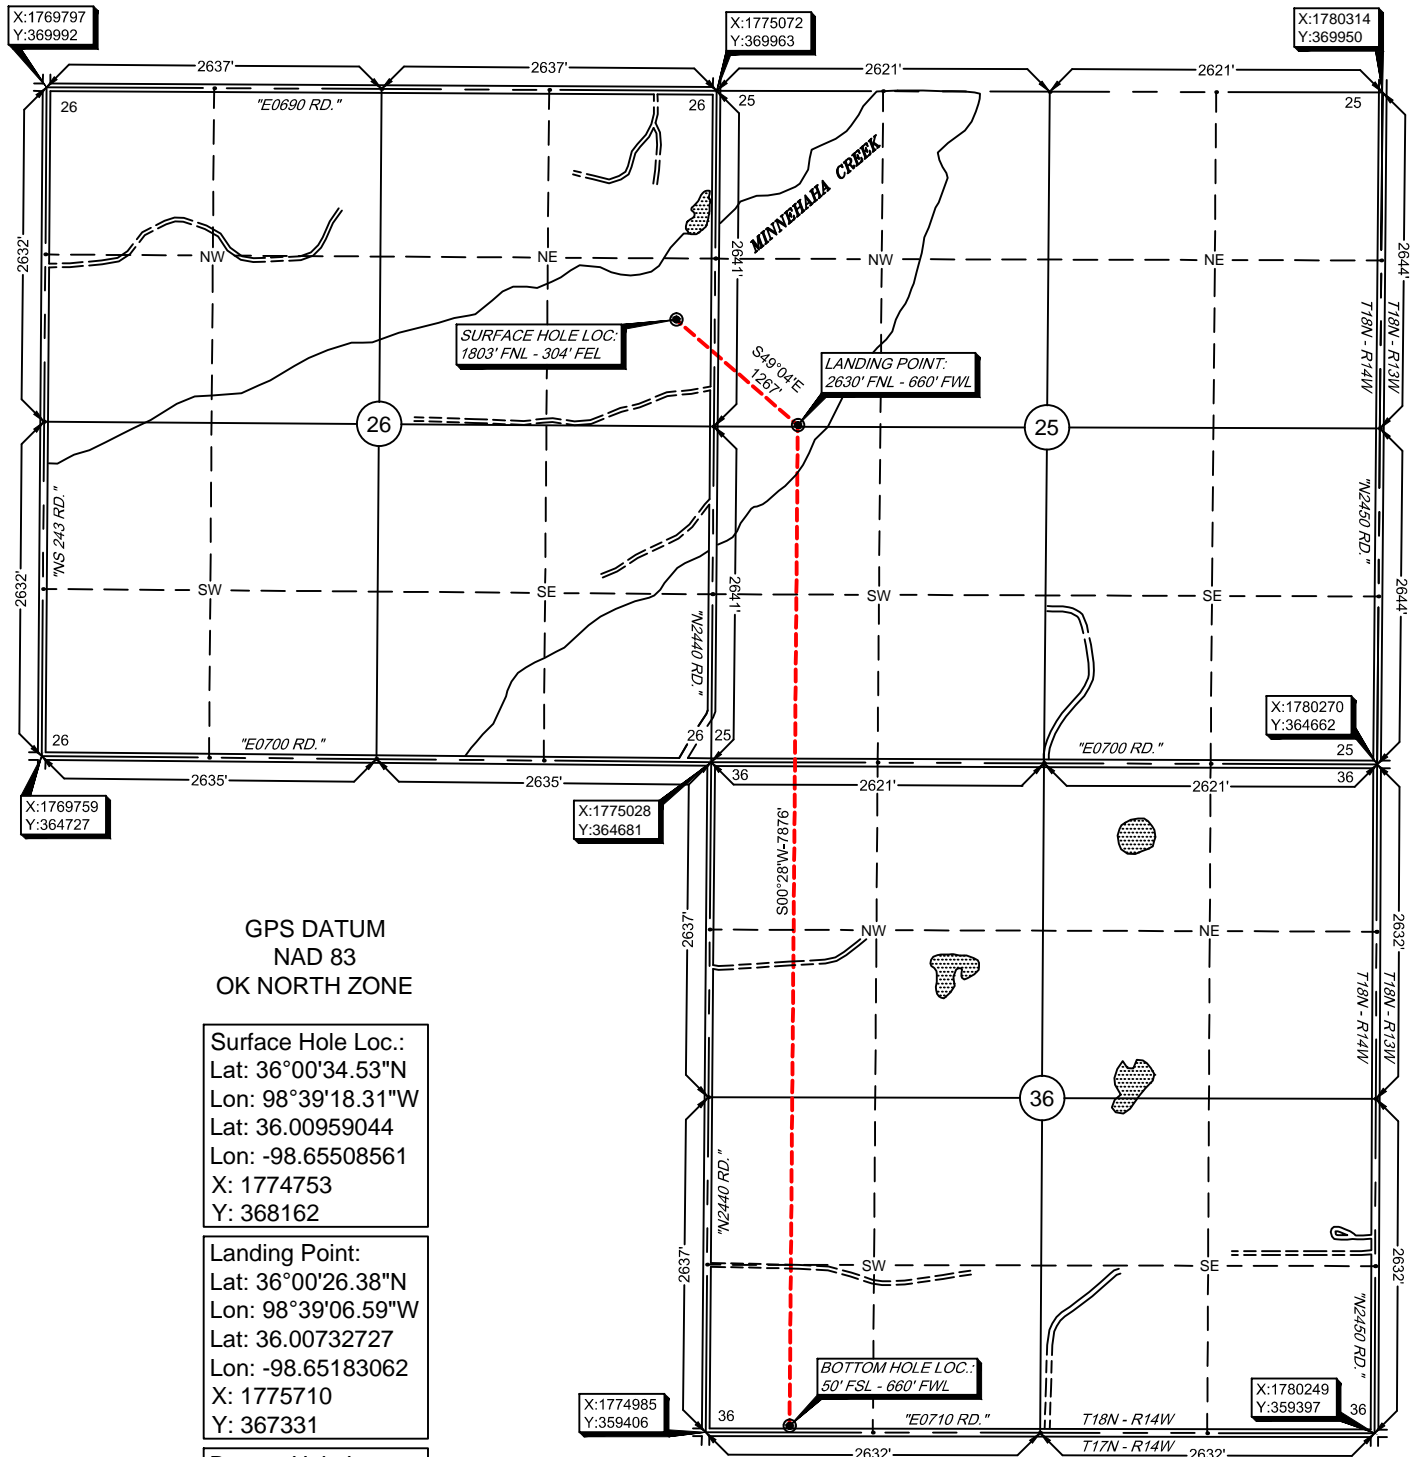 X:1769797
Y:369992
X:1775072
Y:369963
X:1780314
Y:369950
2637'
2637'
2621'
2621'
26
"E0690 RD."
26
25
25
MINNEHAHA CREEK
2632'
NW
NE
2641'
NW
NE
2644'
T18N - R14W
T18N - R13W
SURFACE HOLE LOC.:
1803' FNL - 304' FEL
S49°04'E
1267'
LANDING POINT:
2630' FNL - 660' FWL
26
25
"NS 243 RD."
"N2450 RD."
2632'
SW
SE
2641'
SW
SE
2644'
"N2440 RD."
X:1780270
Y:364662
26
"E0700 RD."
26
25
"E0700 RD."
25
2635'
2635'
36
2621'
2621'
36
X:1769759
Y:364727
X:1775028
Y:364681
S00°28'W-7876'
GPS DATUM
NAD 83
OK NORTH ZONE
2637'
NW
NE
2632'
T18N - R14W
T18N - R13W
Surface Hole Loc.:
Lat: 36°00'34.53"N
Lon: 98°39'18.31"W
Lat: 36.00959044
Lon: -98.65508561
X: 1774753
Y: 368162
36
"N2440 RD."
Landing Point:
Lat: 36°00'26.38"N
Lon: 98°39'06.59"W
Lat: 36.00732727
Lon: -98.65183062
X: 1775710
Y: 367331
2637'
SW
SE
2632'
"N2450 RD."
BOTTOM HOLE LOC.:
50' FSL - 660' FWL
X:1774985
Y:359406
36
"E0710 RD."
T18N - R14W
T17N - R14W
X:1780249
Y:359397
36
2632'
2632'